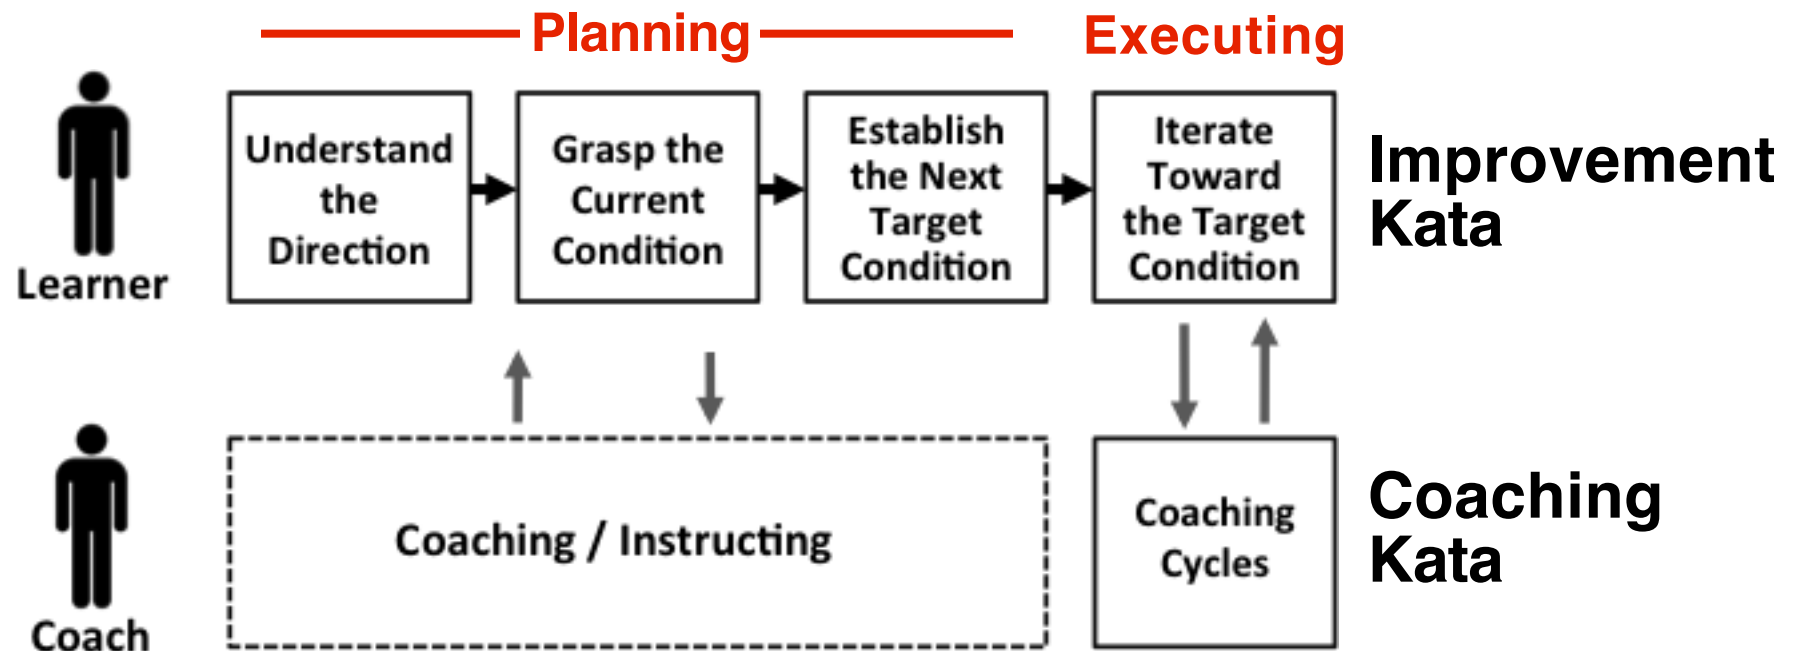 Planning
Executing
Understand
the
Direction
Grasp the
Current
Condition
Establish
the Next
Target
Condition
Iterate
Toward
the Target
Condition
Improvement
Kata
Learner
Coaching / Instructing
Coaching
Cycles
Coaching
Kata
Coach